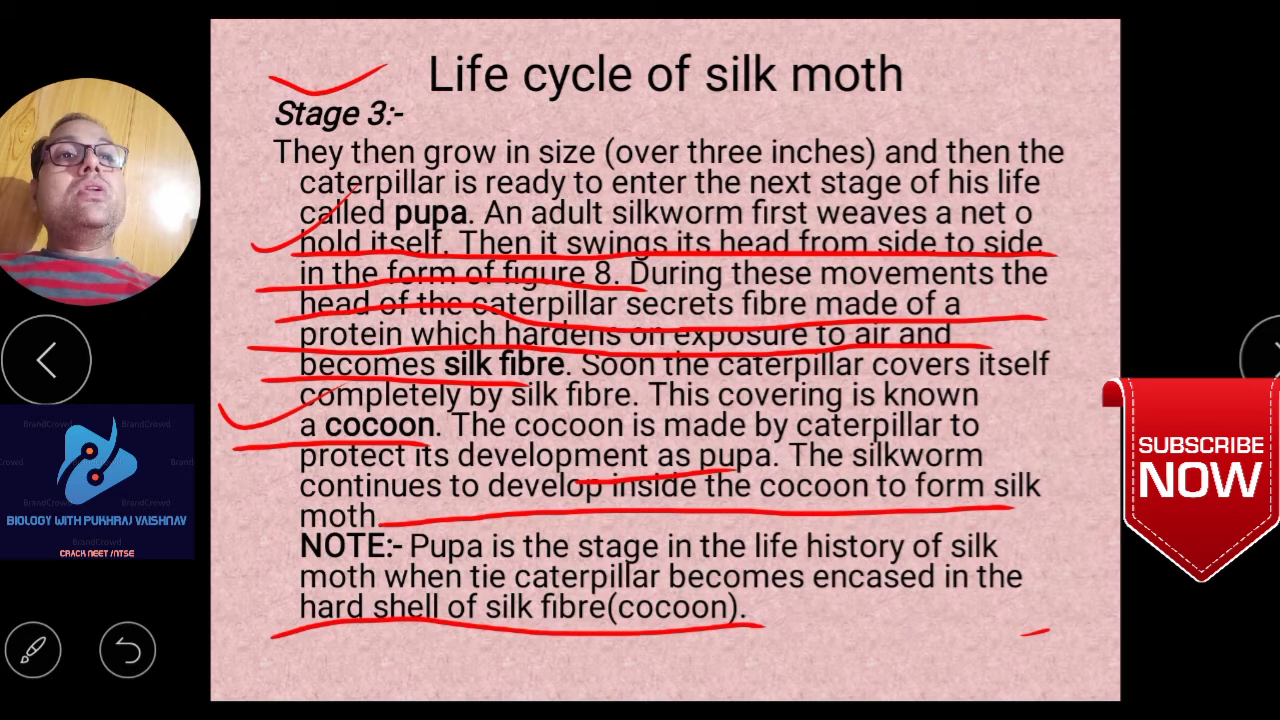 Life cycle of silk moth
Stage 3:-
They then grow in size (over three inches) and then the
caterpillar is ready to enter the next stage of his life
called pupa. An adult silkworm first weaves a net o
hold itself. Then it swings its head from side to side
in the form of figure 8. During these movements the
head of the caterpillar secrets fibre made of a
protein which hardens on exposure to air and
becomes silk fibre. Soon the caterpillar covers itself
completely by silk fibre. This covering is known
a cocoon. The cocoon is made by caterpillar to
protect its development as pupa. The silkworm
continues to develop inside the cocoon to form silk
moth.
NOTE:- Pupa is the stage in the life history of silk
moth when tie caterpillar becomes encased in the
hard shell of silk fibre(cocoon).
SUBSCRIBE
NOW
BrandCrowd
BrandCrowd
Crowd
Brand
BIOLOGY WITH PUKHRAJ VAISHNAV
BrandCrowd
CRACK NEET /NTSE